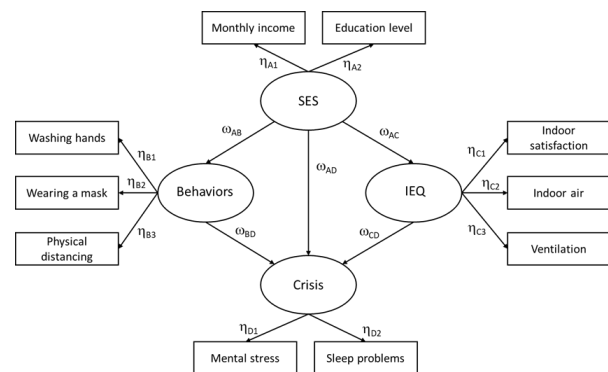 Monthly income
Education level
ηA1
ηA2
SES
Washing hands
ωAB
ωAC
Indoor
satisfaction
ηB1
ηC1
ωAD
Wearing a mask
ηB2
Behaviors
IEQ
ηC2
Indoor air
Physical
distancing
ηB3
ωBD
ωCD
ηC3
Ventilation
Crisis
ηD1
ηD2
Mental stress
Sleep problems